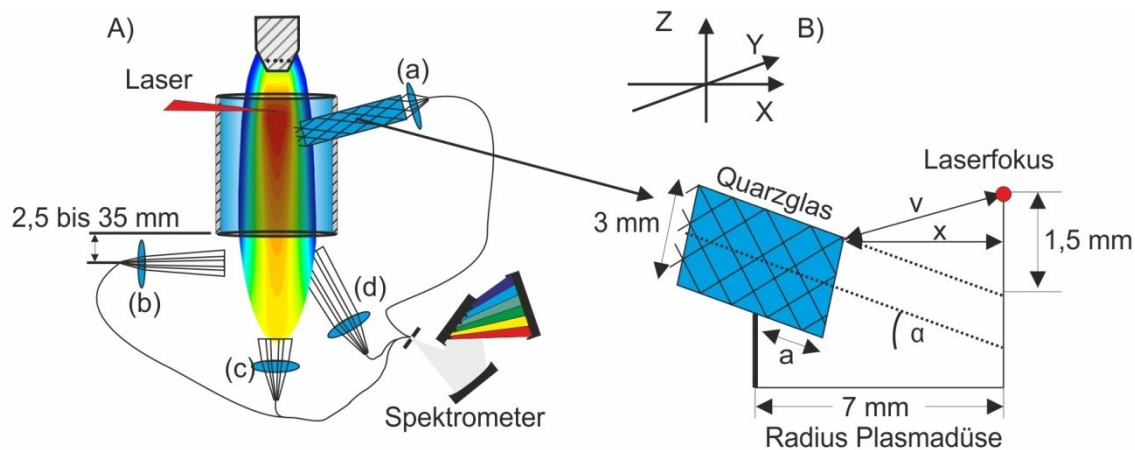 A)
Laser
(a)
2,5 bis 35 mm
(b)
(c)
(d)
Spektrometer
B)
Z
Y
X
Laserfokus
Quarzglas
3 mm
v
x
1,5 mm
a
α
7 mm
Radius Plasmadüse